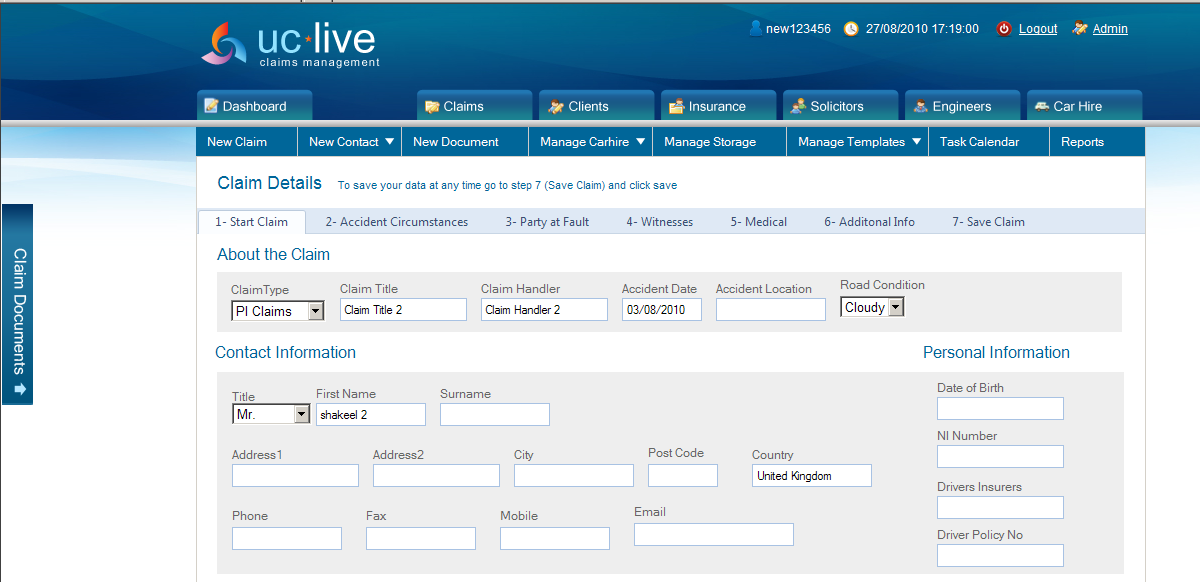 new123456 27/08/2010 17:19:00 Logout Admin
uc live
claims management
Dashboard Claims Clients Insurance Solicitors Engineers Car Hire
New Claim New Contact New Document Manage Carhire Manage Storage Manage Templates Task Calendar Reports
Claim Details To save your data at any time go to step 7 (Save Claim) and click save
1- Start Claim 2- Accident Circumstances 3- Party at Fault 4- Witnesses 5- Medical 6- Additonal Info 7- Save Claim
Claim Documents
About the Claim
ClaimType Claim Title Claim Handler Accident Date Accident Location Road Condition
PI Claims Claim Title 2 Claim Handler 2 03/08/2010 Cloudy
Contact Information Personal Information
Title First Name Surname Date of Birth
Mr. shakeel 2
NI Number
Address1 Address2 City Post Code Country
United Kingdom
Drivers Insurers
Phone Fax Mobile Email
Driver Policy No